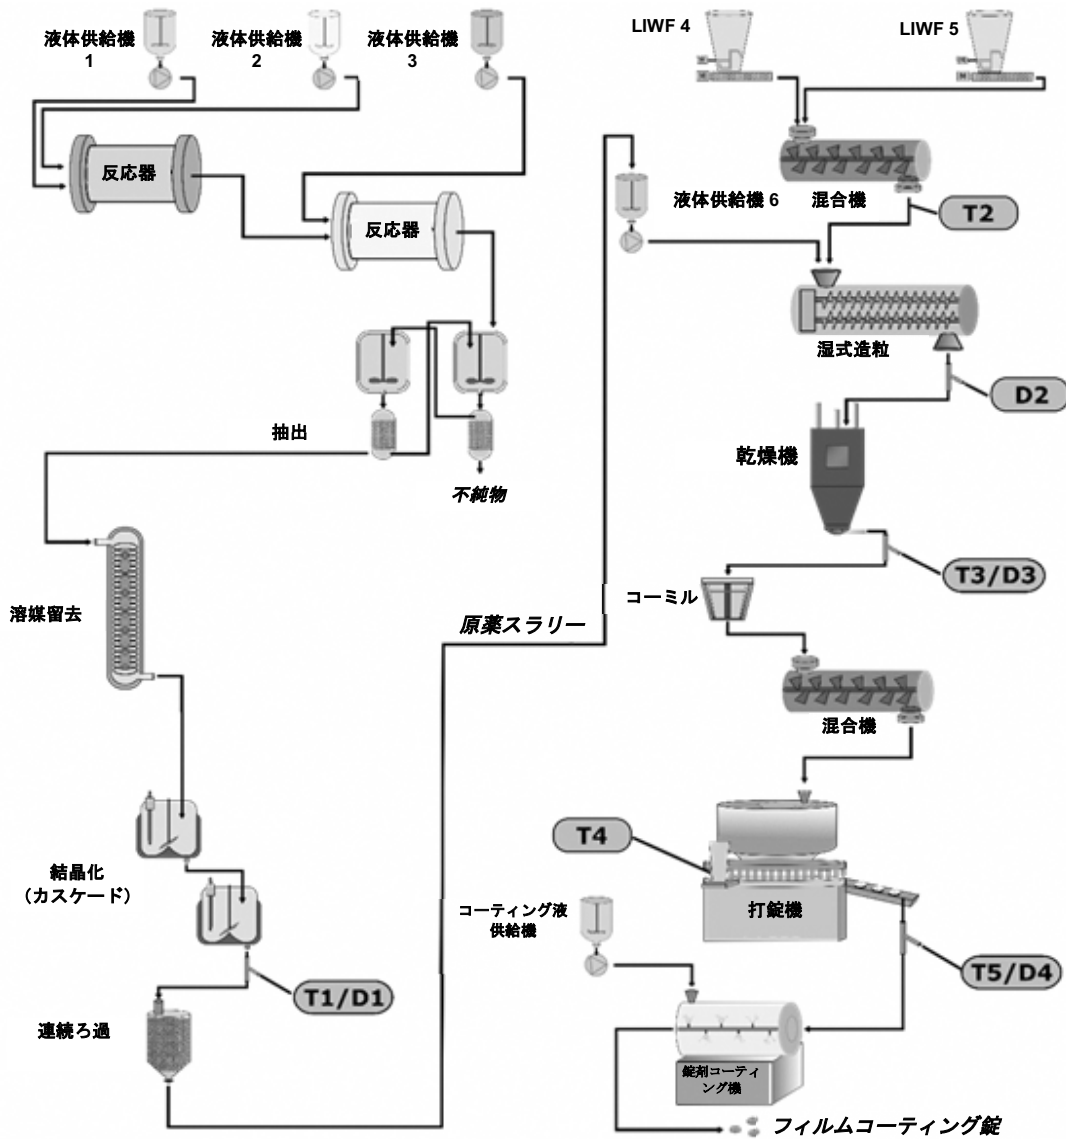 液体供給機
1
液体供給機
2
液体供給機
3
LIWF 4
LIWF 5
反応器
反応器
液体供給機 6
混合機
T2
湿式造粒
D2
抽出
不純物
乾燥機
T3/D3
溶媒留去
原薬スラリー
コーミル
混合機
T4
打錠機
結晶化
（カスケード）
コーティング液
供給機
T5/D4
T1/D1
連続ろ過
錠剤コーティ
ング機
フィルムコーティング錠